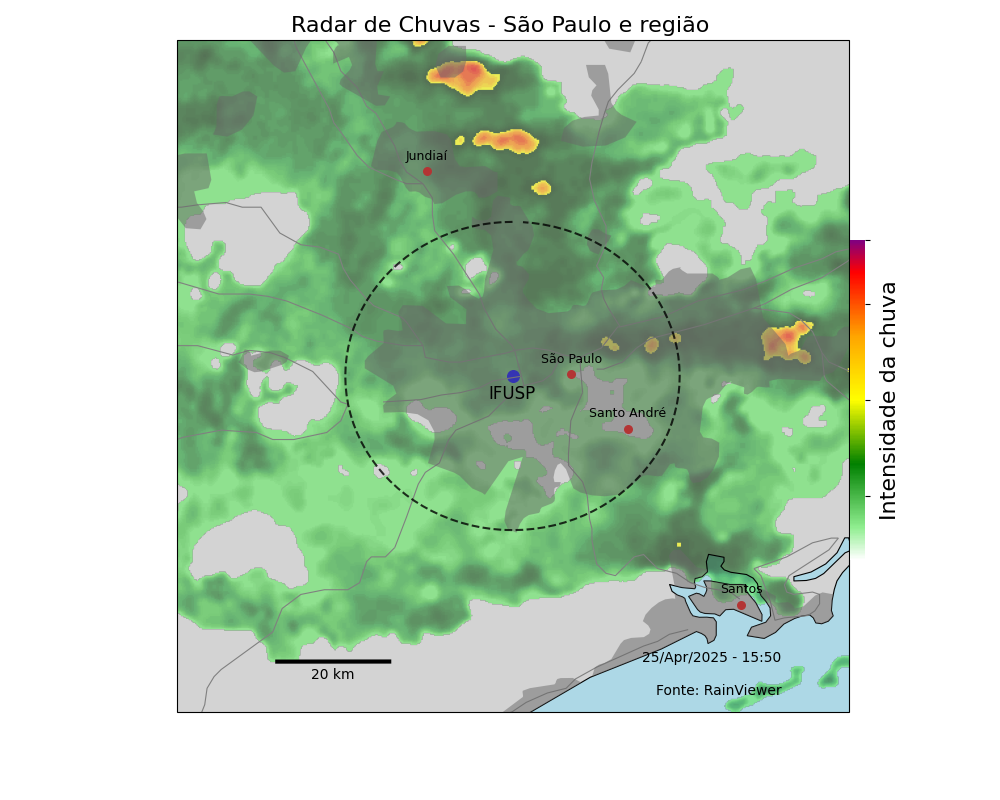 Radar de Chuvas - São Paulo e região
Jundiaí
São Paulo
IFUSP
Santo André
Intensidade da chuva
Santos
25/Apr/2025 - 15:50
20 km
Fonte: RainViewer